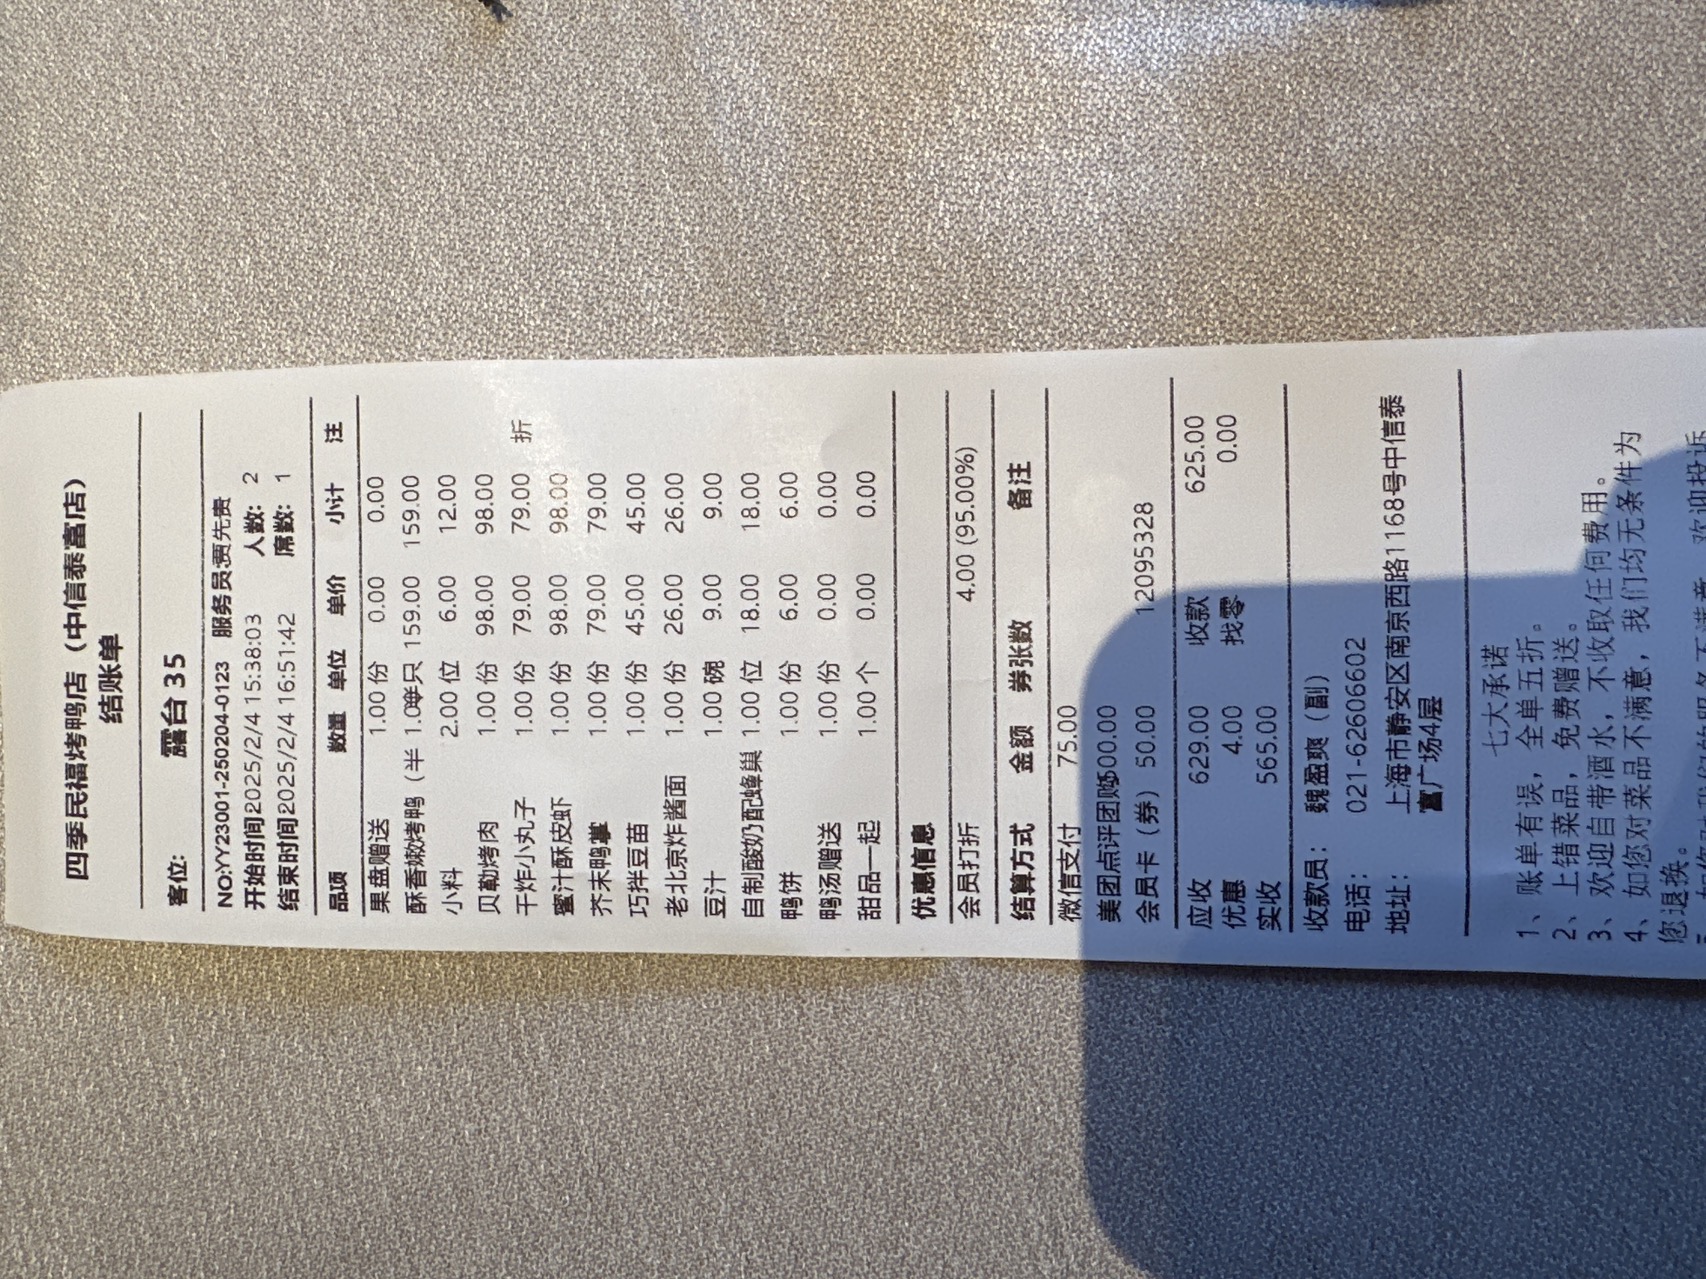 四季民福烤鸭店（中信泰富店）
结账单
客位: 露台 35
NO:YY23001-250204-0123 服务员:贾先贵
开始时间2025/2/4 15:38:03 人数: 2
结束时间2025/2/4 16:51:42 席数: 1
品项 数量 单位 单价 小计 注
果盘赠送 1.00 份 0.00 0.00
酥香嫩烤鸭（半 1.00 半只 159.00 159.00
小料 2.00 位 6.00 12.00
贝勒烤肉 1.00 份 98.00 98.00
干炸小丸子 1.00 份 79.00 79.00 折
蜜汁酥皮虾 1.00 份 98.00 98.00
芥末鸭掌 1.00 份 79.00 79.00
巧拌豆苗 1.00 份 45.00 45.00
老北京炸酱面 1.00 份 26.00 26.00
豆汁 1.00 碗 9.00 9.00
自制酸奶配蜂巢 1.00 位 18.00 18.00
鸭饼 1.00 份 6.00 6.00
鸭汤赠送 1.00 份 0.00 0.00
甜品一起 1.00 个 0.00 0.00
优惠信息
会员打折 4.00 (95.00%)
结算方式 金额 券张数 备注
微信支付 75.00
美团点评团购 00.00
会员卡（券） 50.00 12095328
应收 629.00 收款 625.00
优惠 4.00 找零 0.00
实收 565.00
收款员: 魏盈爽（副）
电话: 021-62606602
地址: 上海市静安区南京西路1168号中信泰
富广场4层
七大承诺
1、账单有误，全单五折。
2、上错菜品，免费赠送。
3、欢迎自带酒水，不收取任何费用。
4、如您对菜品不满意，我们均无条件为
您退换。